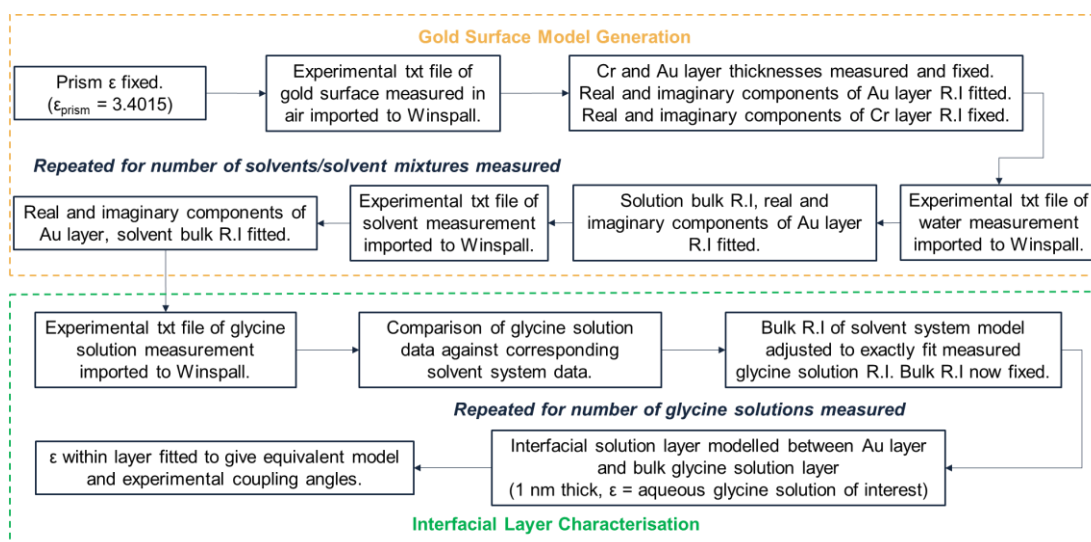 Gold Surface Model Generation
Prism ε fixed.
(εprism = 3.4015)
Experimental txt file of
gold surface measured in
air imported to Winspall.
Cr and Au layer thicknesses measured and fixed.
Real and imaginary components of Au layer R.I fitted.
Real and imaginary components of Cr layer R.I fixed.
Repeated for number of solvents/solvent mixtures measured
Experimental txt file of
water measurement
imported to Winspall.
Solution bulk R.I, real and
imaginary components of Au layer
R.I fitted.
Experimental txt file of
solvent measurement
imported to Winspall.
Real and imaginary components of
Au layer, solvent bulk R.I fitted.
Experimental txt file of glycine
solution measurement
imported to Winspall.
Comparison of glycine solution
data against corresponding
solvent system data.
Bulk R.I of solvent system model
adjusted to exactly fit measured
glycine solution R.I. Bulk R.I now fixed.
Repeated for number of glycine solutions measured
Interfacial solution layer modelled between Au layer
and bulk glycine solution layer
(1 nm thick, ε = aqueous glycine solution of interest)
ε within layer fitted to give equivalent model
and experimental coupling angles.
Interfacial Layer Characterisation